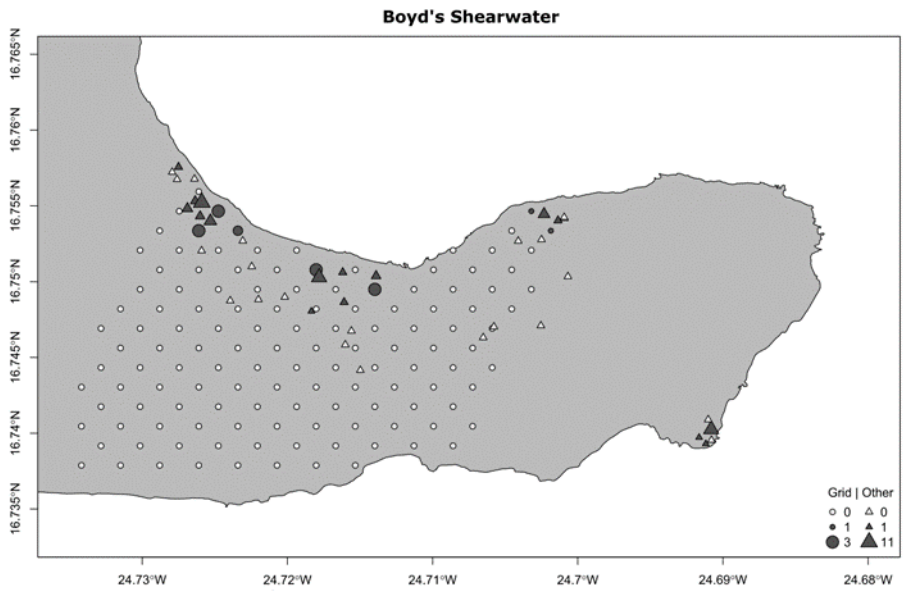 Boyd's Shearwater
16.765°N
16.76°N
16.755°N
16.75°N
16.745°N
16.74°N
16.735°N
Grid | Other
0 0
1 1
3 11
24.73°W 24.72°W 24.71°W 24.7°W 24.69°W 24.68°W